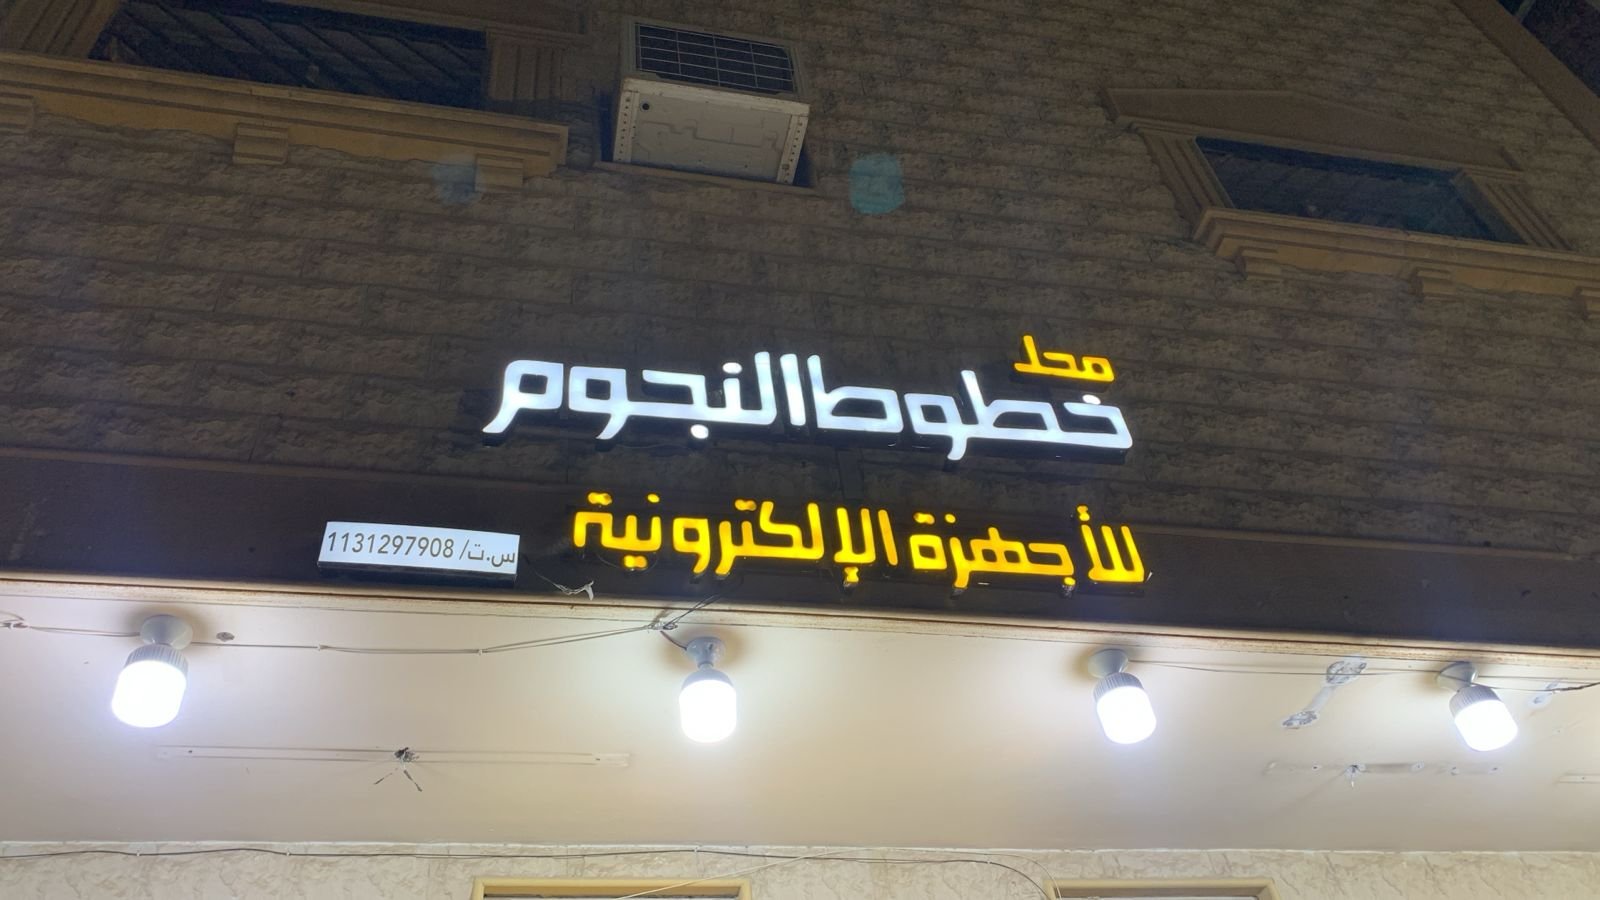 محل
خطوط النجوم
للأجهزة الإلكترونية
س.ت/ 1131297908